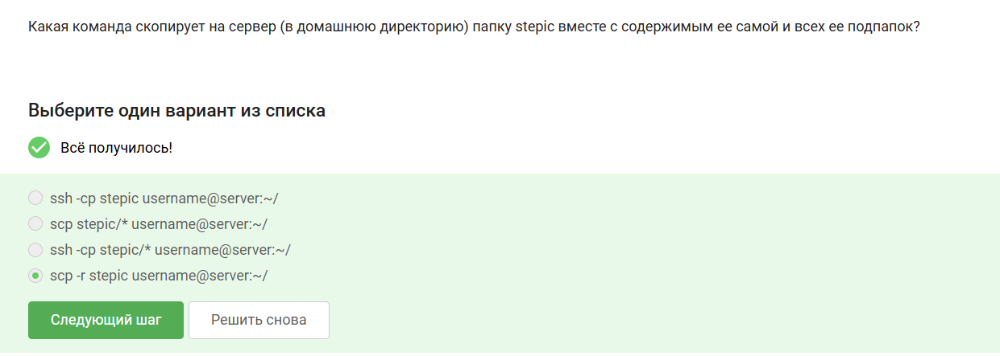 Какая команда скопирует на сервер (в домашнюю директорию) папку stepic вместе с содержимым ее самой и всех ее подпапок?
Выберите один вариант из списка
Всё получилось!
ssh -cp stepic username@server:~/
scp stepic/* username@server:~/
ssh -cp stepic/* username@server:~/
scp -r stepic username@server:~/
Следующий шаг
Решить снова